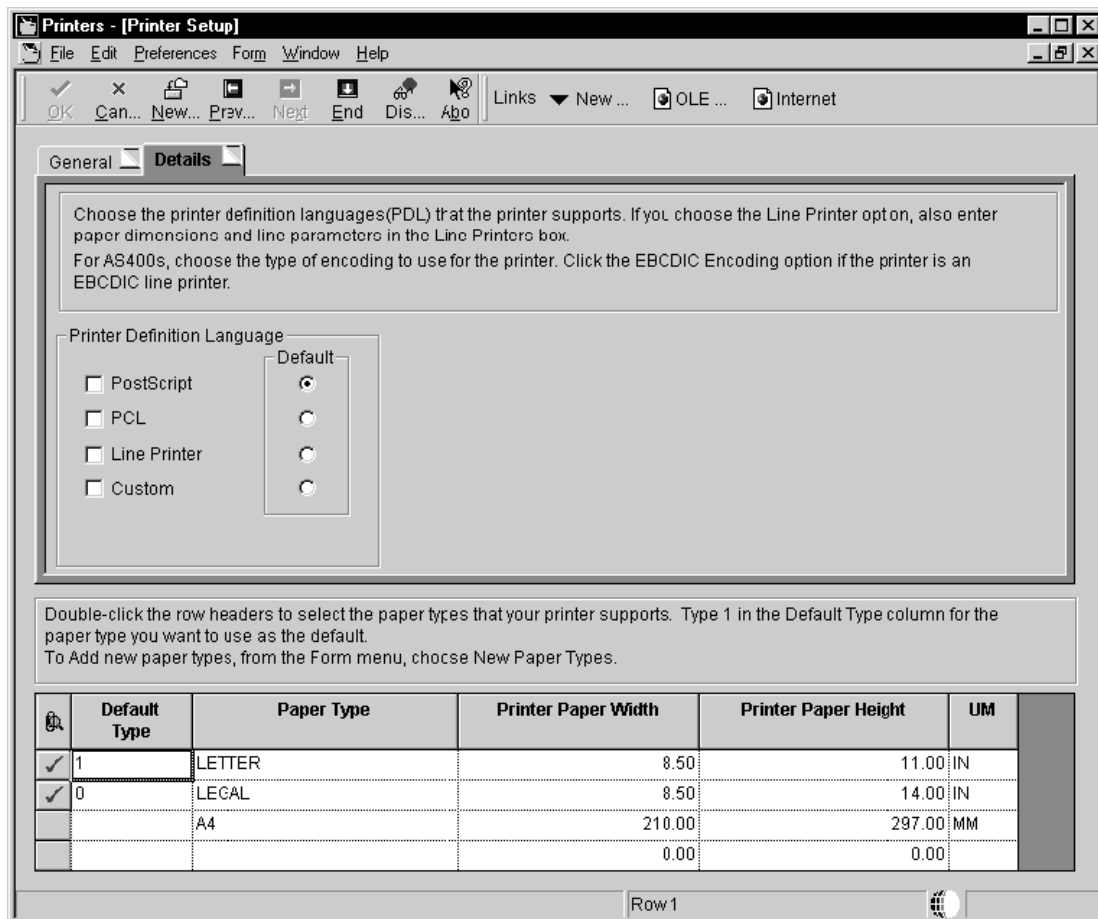 Printers - [Printer Setup]
File Edit Preferences Form Window Help
OK Can... New... Prev... Next End Dis... Abo Links New ... OLE ... Internet
General Details
Choose the printer definition languages(PDL) that the printer supports. If you choose the Line Printer option, also enter
paper dimensions and line parameters in the Line Printers box.
For AS400s, choose the type of encoding to use for the printer. Click the EBCDIC Encoding option if the printer is an
EBCDIC line printer.
Printer Definition Language
Default
PostScript
PCL
Line Printer
Custom
Double-click the row headers to select the paper types that your printer supports. Type 1 in the Default Type column for the
paper type you want to use as the default.
To Add new paper types, from the Form menu, choose New Paper Types.
Default Type Paper Type Printer Paper Width Printer Paper Height UM
1 LETTER 8.50 11.00 IN
0 LEGAL 8.50 14.00 IN
A4 210.00 297.00 MM
0.00 0.00
Row1